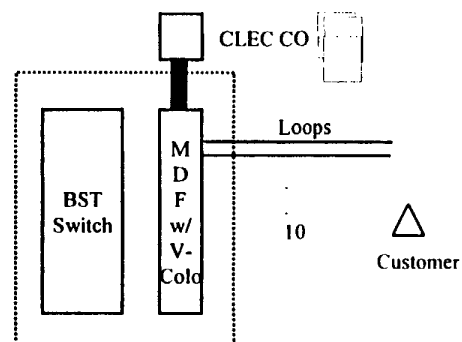 CLEC CO
Loops
M
D
F
w/
V-
Colo
BST
Switch
10
Customer